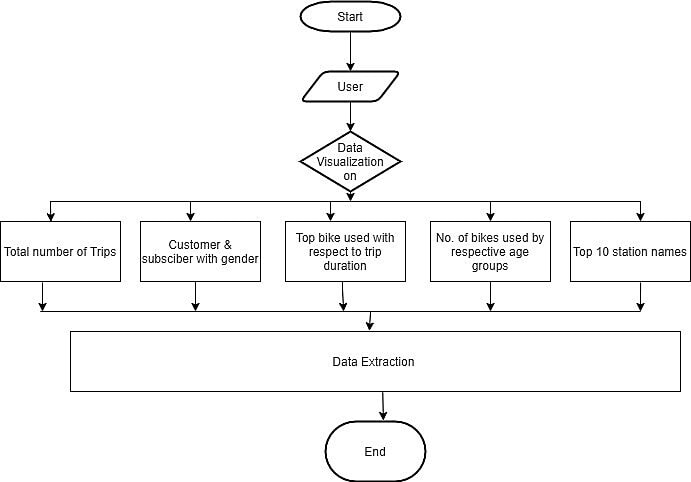 Start
User
Data
Visualization
on
Total number of Trips
Customer &
subsciber with gender
Top bike used with
respect to trip
duration
No. of bikes used by
respective age
groups
Top 10 station names
Data Extraction
End